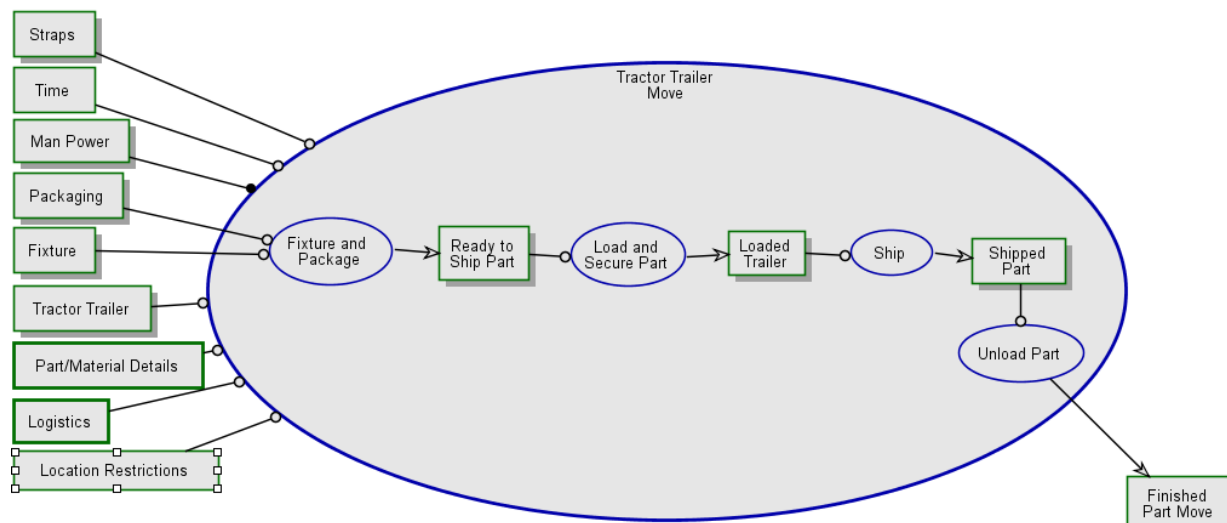 Straps
Time
Man Power
Packaging
Fixture
Tractor Trailer
Part/Material Details
Logistics
Location Restrictions
Tractor Trailer
Move
Fixture and
Package
Ready to
Ship Part
Load and
Secure Part
Loaded
Trailer
Ship
Shipped
Part
Unload Part
Finished
Part Move